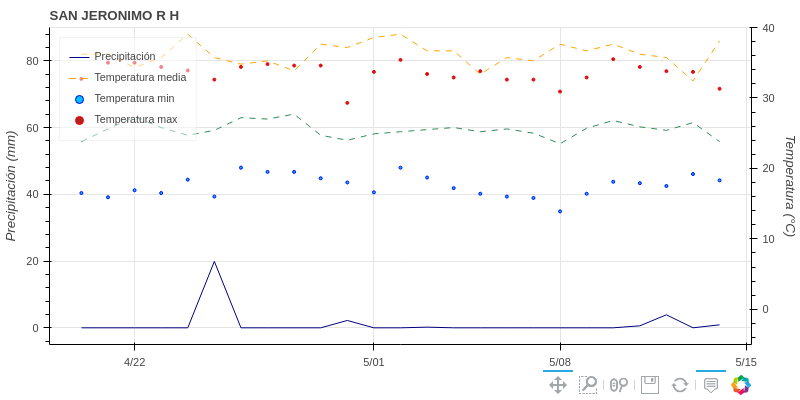 SAN JERONIMO R H
Precipitación
Temperatura media
Temperatura min
Temperatura max
Precipitación (mm)
80
60
40
20
0
Temperatura (°C)
40
30
20
10
0
4/22
5/01
5/08
5/15